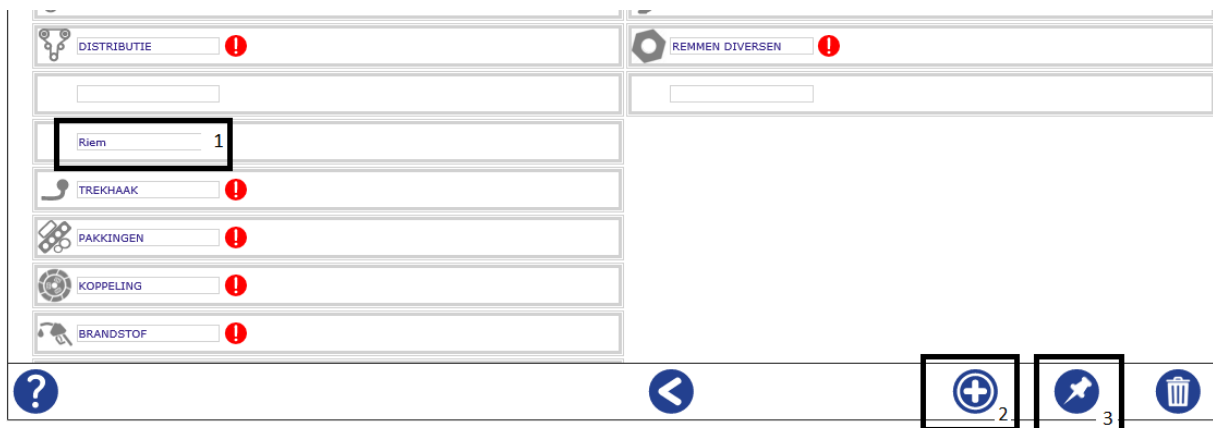 DISTRIBUTIE
REMMEN DIVERSEN
Riem 1
TREKHAAK
PAKKINGEN
KOPPELING
BRANDSTOF
? 2 3